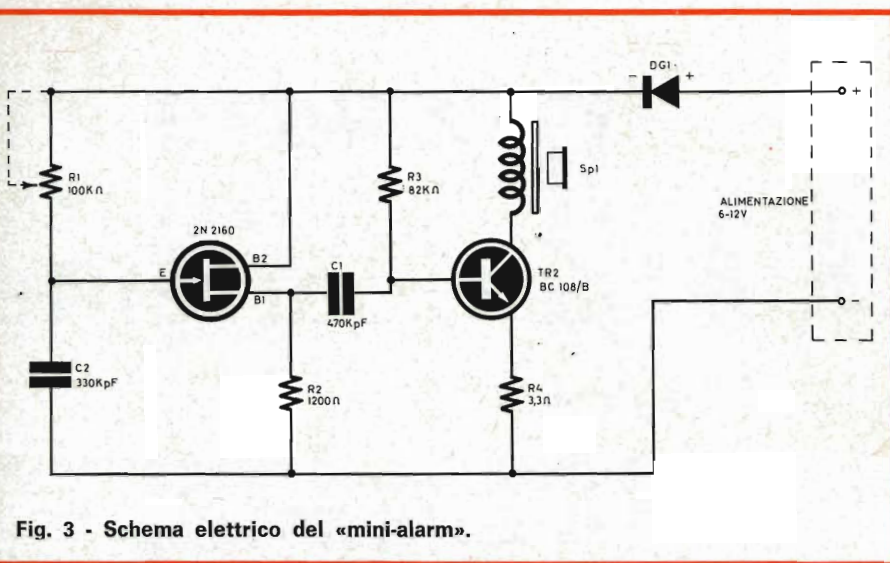 DG1
- +
+
R1
100KΩ
R3
82KΩ
Sp1
ALIMENTAZIONE
6-12V
2N 2160
B2
E
B1
C1
470KpF
TR2
BC 108/B
-
C2
330KpF
R2
1200Ω
R4
3,3Ω
Fig. 3 - Schema elettrico del «mini-alarm».